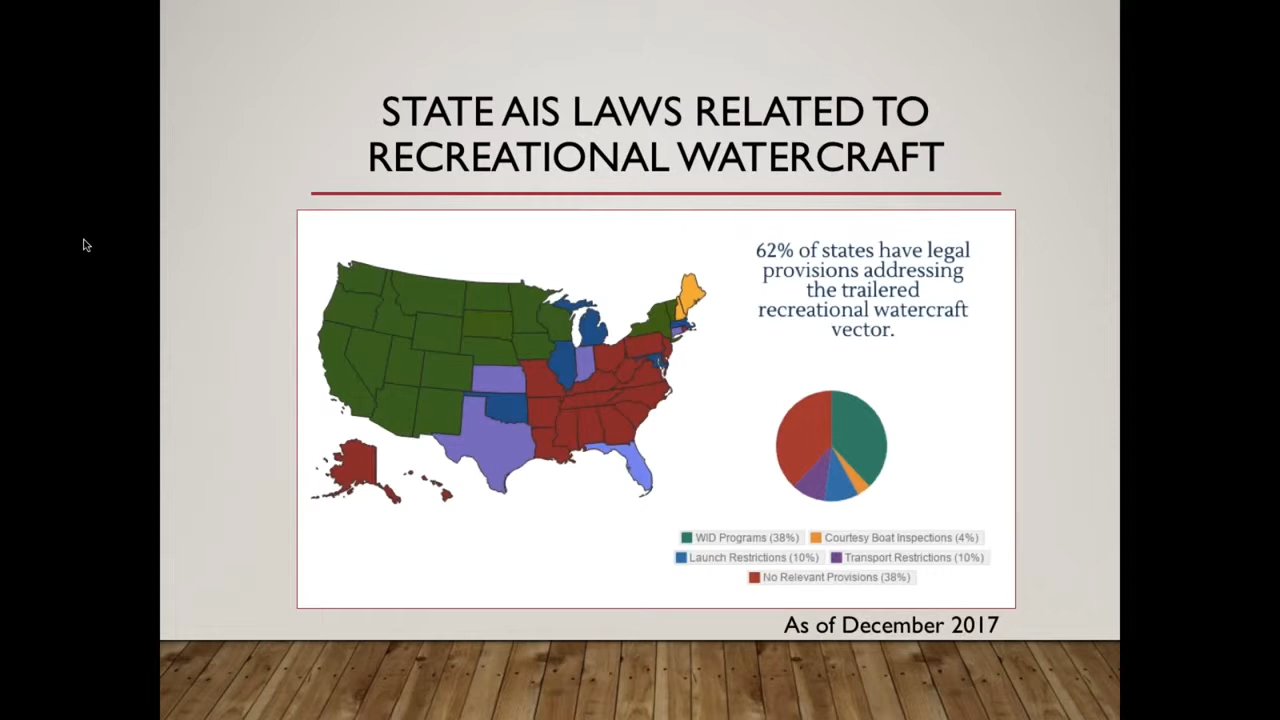 STATE AIS LAWS RELATED TO
RECREATIONAL WATERCRAFT
62% of states have legal
provisions addressing
the trailered
recreational watercraft
vector.
WID Programs (38%) Courtesy Boat Inspections (4%)
Launch Restrictions (10%) Transport Restrictions (10%)
No Relevant Provisions (38%)
As of December 2017